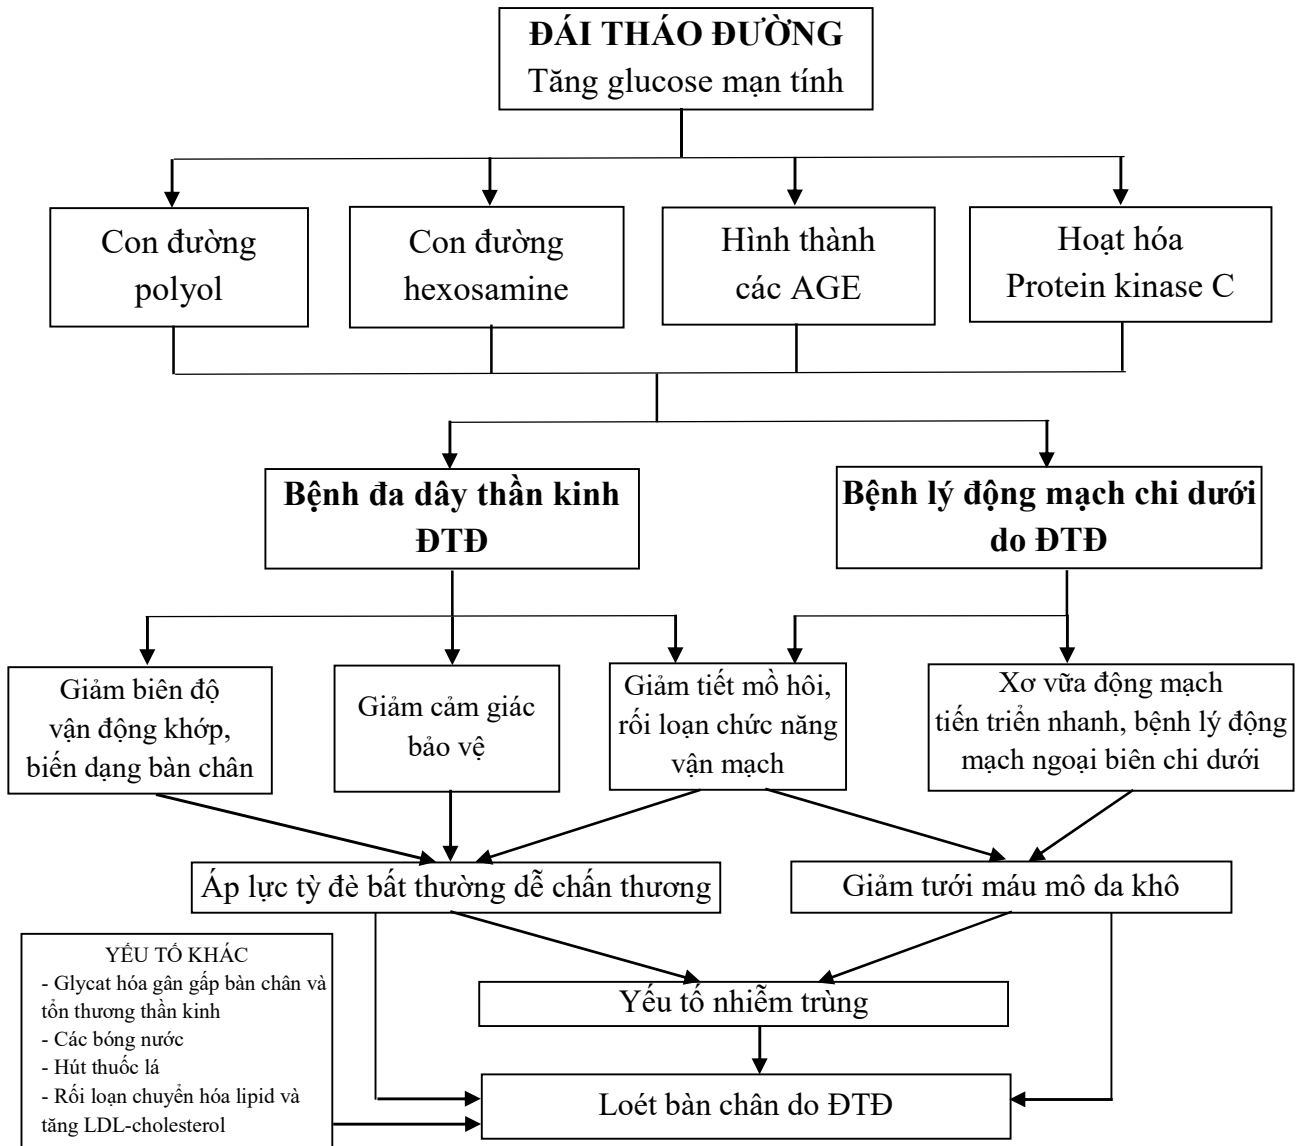 ĐÁI THÁO ĐƯỜNG
Tăng glucose mạn tính
Con đường
polyol
Con đường
hexosamine
Hình thành
các AGE
Hoạt hóa
Protein kinase C
Bệnh đa dây thần kinh
ĐTĐ
Bệnh lý động mạch chi dưới
do ĐTĐ
Giảm biên độ
vận động khớp,
biến dạng bàn chân
Giảm cảm giác
bảo vệ
Giảm tiết mồ hôi,
rối loạn chức năng
vận mạch
Xơ vữa động mạch
tiến triển nhanh, bệnh lý động
mạch ngoại biên chi dưới
Áp lực tỳ đè bất thường dễ chấn thương
Giảm tưới máu mô da khô
YẾU TỐ KHÁC
- Glycat hóa gân gấp bàn chân và
tổn thương thần kinh
- Các bóng nước
- Hút thuốc lá
- Rối loạn chuyển hóa lipid và
tăng LDL-cholesterol
Yếu tố nhiễm trùng
Loét bàn chân do ĐTĐ